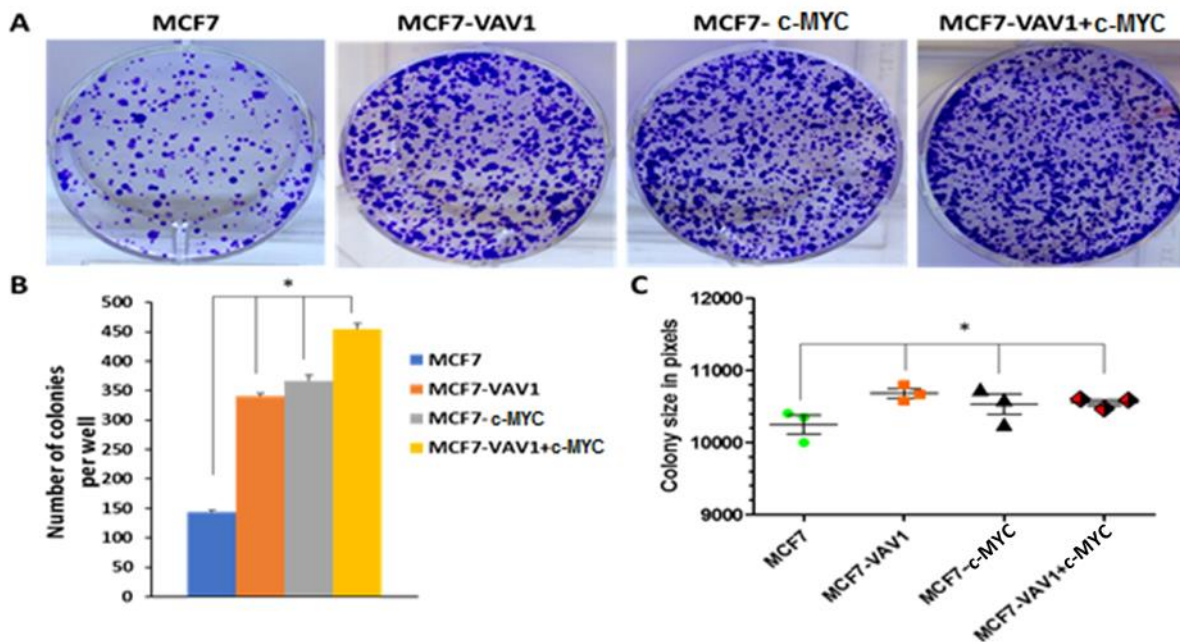 A
MCF7
MCF7-VAV1
MCF7- c-MYC
MCF7-VAV1+c-MYC
B
Number of colonies
per well
500
450
400
350
300
250
200
150
100
50
0
*
MCF7
MCF7-VAV1
MCF7-c-MYC
MCF7-VAV1+c-MYC
C
Colony size in pixels
12000
11000
10000
9000
*
MCF7
MCF7-VAV1
MCF7-c-MYC
MCF7-VAV1+c-MYC